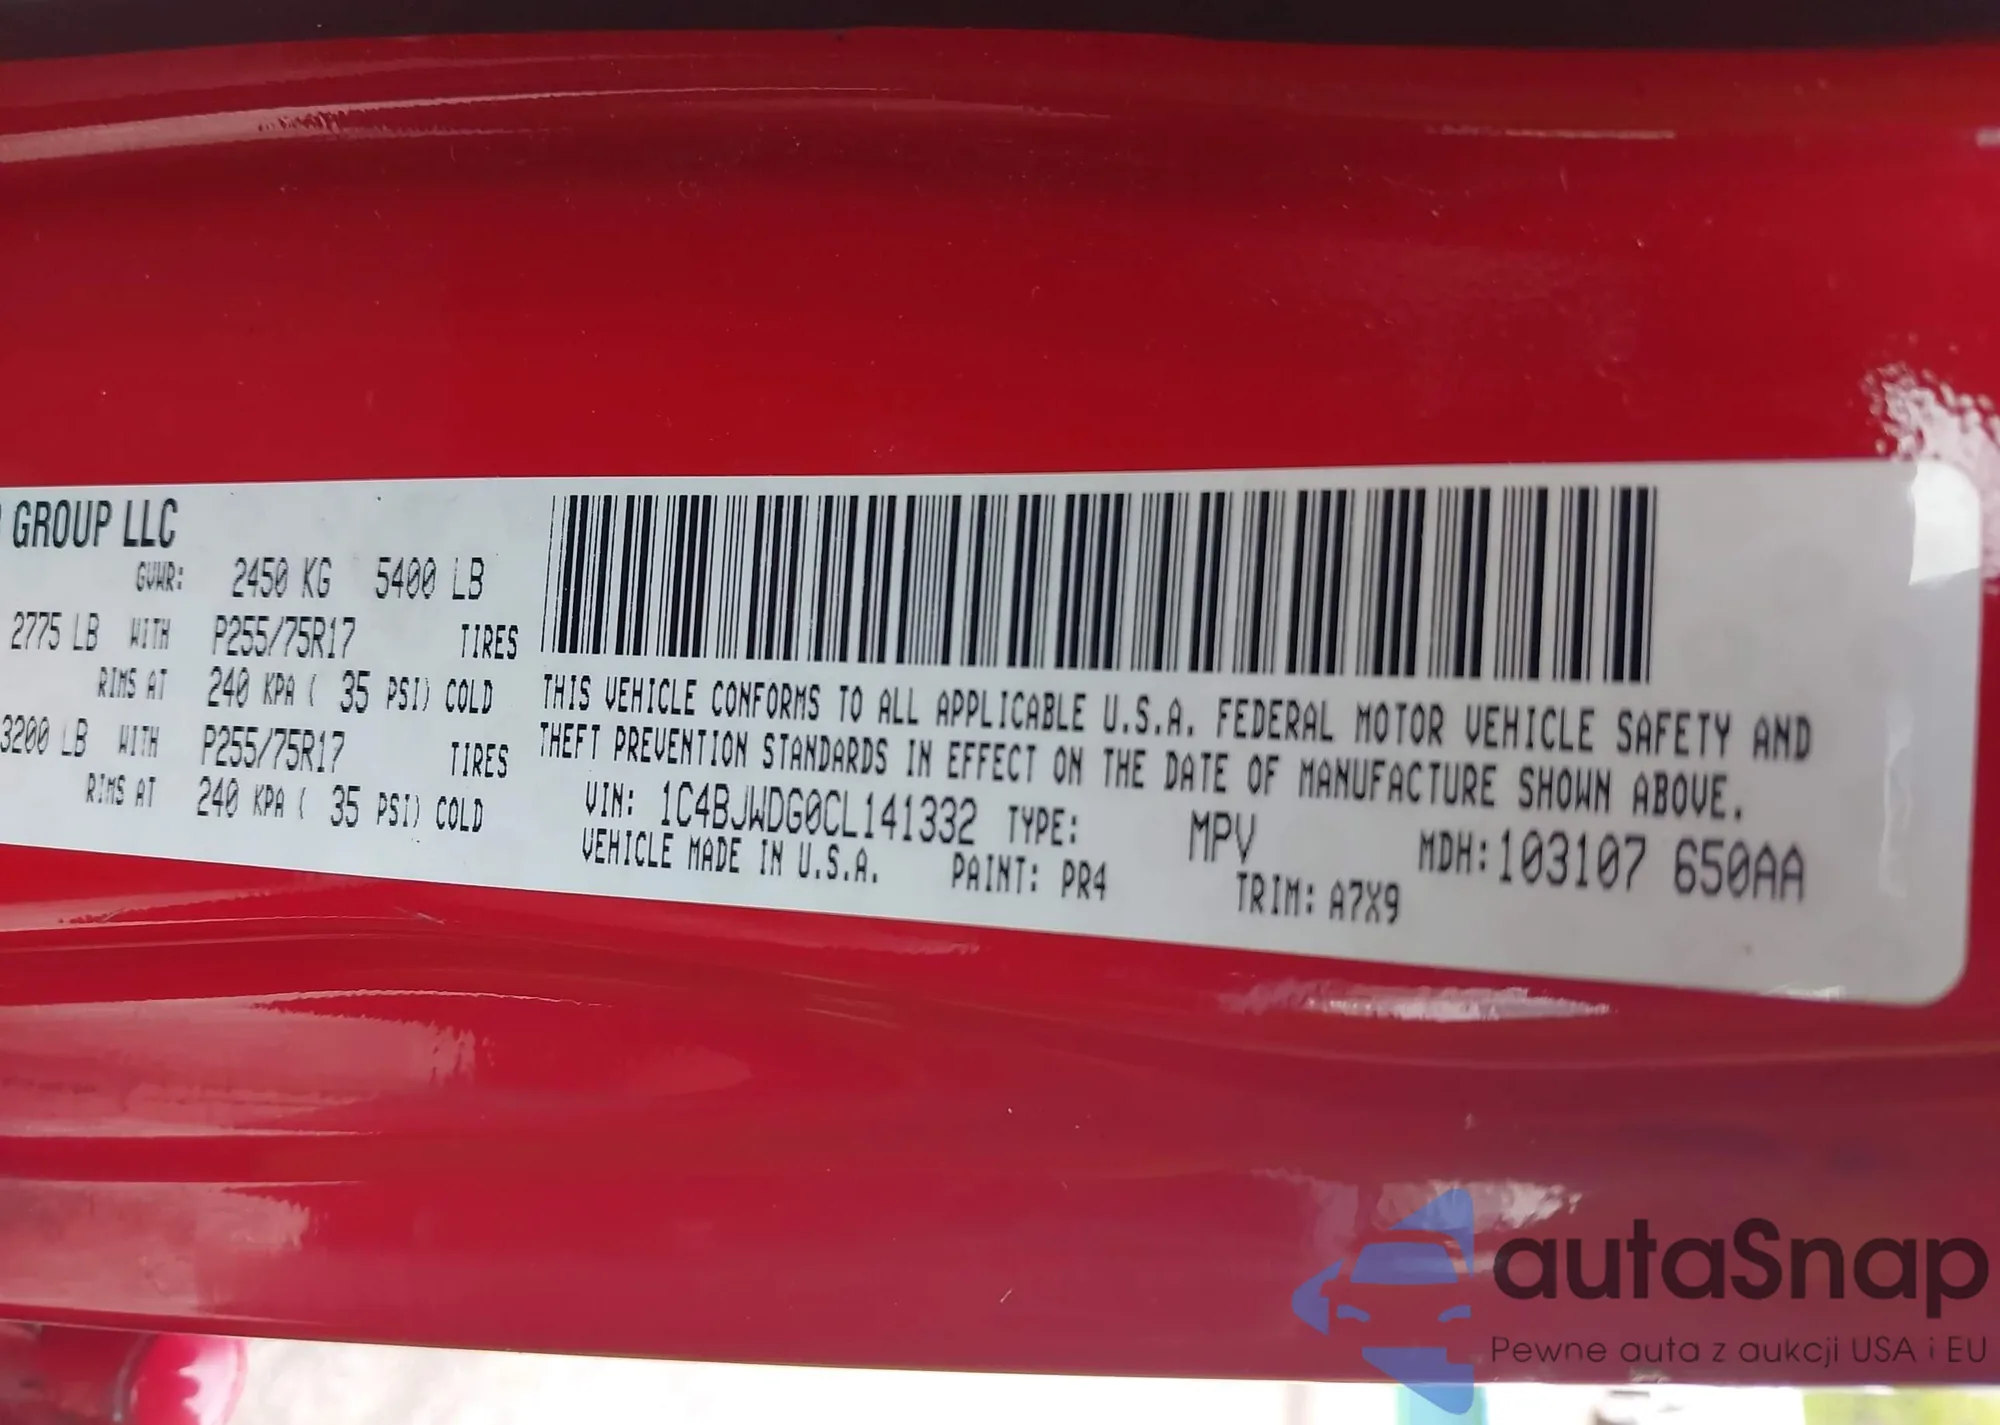 GROUP LLC
GVWR: 2450 KG 5400 LB
2775 LB WITH P255/75R17 TIRES
RIMS AT 240 KPA ( 35 PSI) COLD
3200 LB WITH P255/75R17 TIRES
RIMS AT 240 KPA ( 35 PSI) COLD
THIS VEHICLE CONFORMS TO ALL APPLICABLE U.S.A. FEDERAL MOTOR VEHICLE SAFETY AND
THEFT PREVENTION STANDARDS IN EFFECT ON THE DATE OF MANUFACTURE SHOWN ABOVE.
VIN: 1C4BJWDG0CL141332 TYPE: MPV MDH: 103107 650AA
VEHICLE MADE IN U.S.A. PAINT: PR4 TRIM: A7X9
autaSnap
Pewne auta z aukcji USA i EU